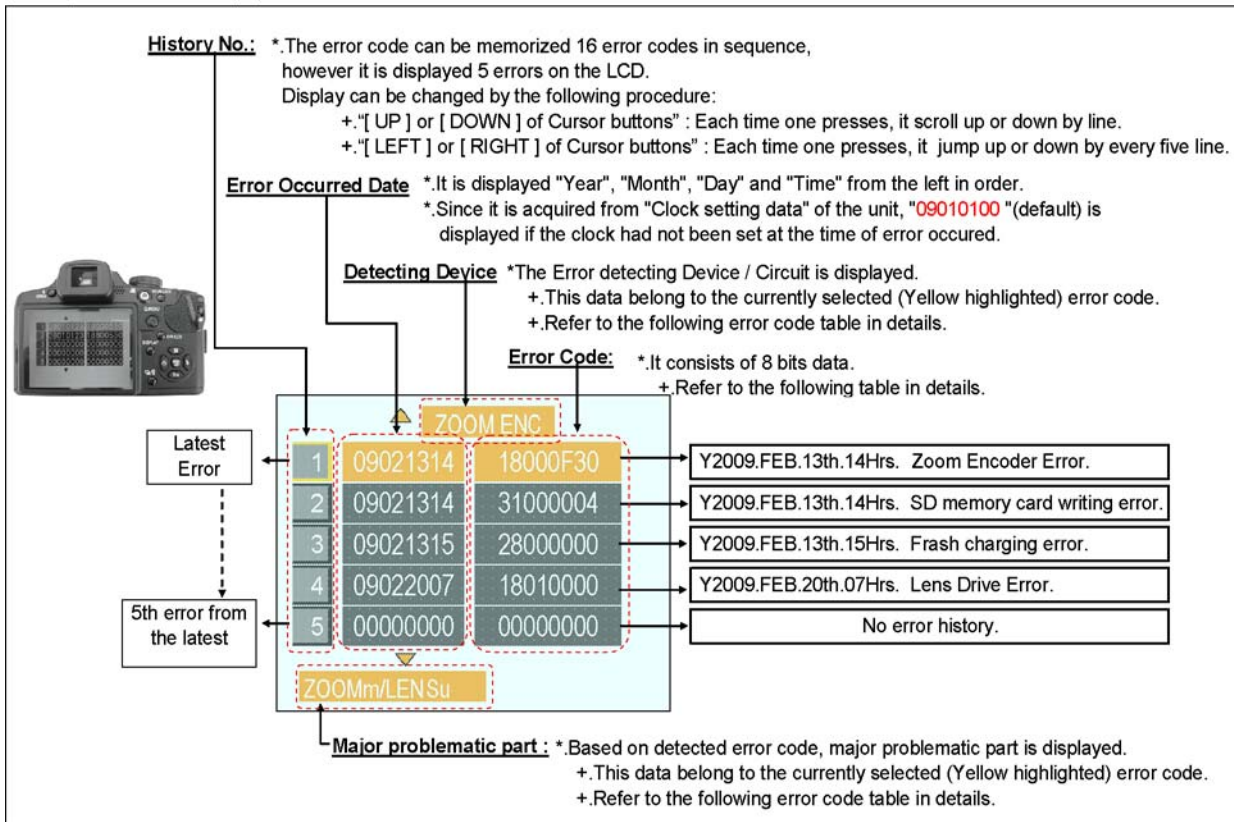 History No.: *.The error code can be memorized 16 error codes in sequence,
however it is displayed 5 errors on the LCD.
Display can be changed by the following procedure:
+."[ UP ] or [ DOWN ] of Cursor buttons" : Each time one presses, it scroll up or down by line.
+."[ LEFT ] or [ RIGHT ] of Cursor buttons" : Each time one presses, it jump up or down by every five line.
Error Occurred Date *.It is displayed "Year", "Month", "Day" and "Time" from the left in order.
*.Since it is acquired from "Clock setting data" of the unit, "09010100 "(default) is
displayed if the clock had not been set at the time of error occured.
Detecting Device *The Error detecting Device / Circuit is displayed.
+.This data belong to the currently selected (Yellow highlighted) error code.
+.Refer to the following error code table in details.
Error Code: *.It consists of 8 bits data.
+.Refer to the following table in details.
ZOOM ENC
Latest
Error
1 09021314 18000F30 Y2009.FEB.13th.14Hrs. Zoom Encoder Error.
2 09021314 31000004 Y2009.FEB.13th.14Hrs. SD memory card writing error.
3 09021315 28000000 Y2009.FEB.13th.15Hrs. Frash charging error.
4 09022007 18010000 Y2009.FEB.20th.07Hrs. Lens Drive Error.
5th error from
the latest
5 00000000 00000000 No error history.
ZOOMm/LENSu
Major problematic part : *.Based on detected error code, major problematic part is displayed.
+.This data belong to the currently selected (Yellow highlighted) error code.
+.Refer to the following error code table in details.